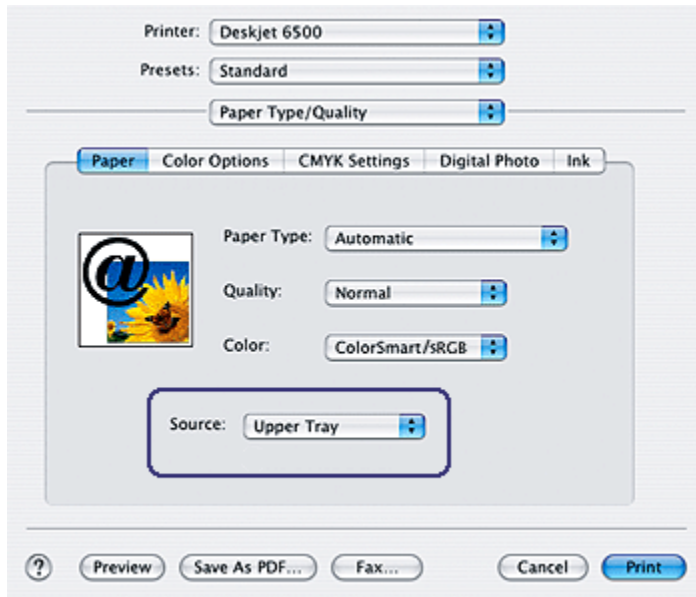 Printer: Deskjet 6500
Presets: Standard
Paper Type/Quality
Paper Color Options CMYK Settings Digital Photo Ink
Paper Type: Automatic
@
Quality: Normal
Color: ColorSmart/sRGB
Source: Upper Tray
? Preview Save As PDF... Fax... Cancel Print